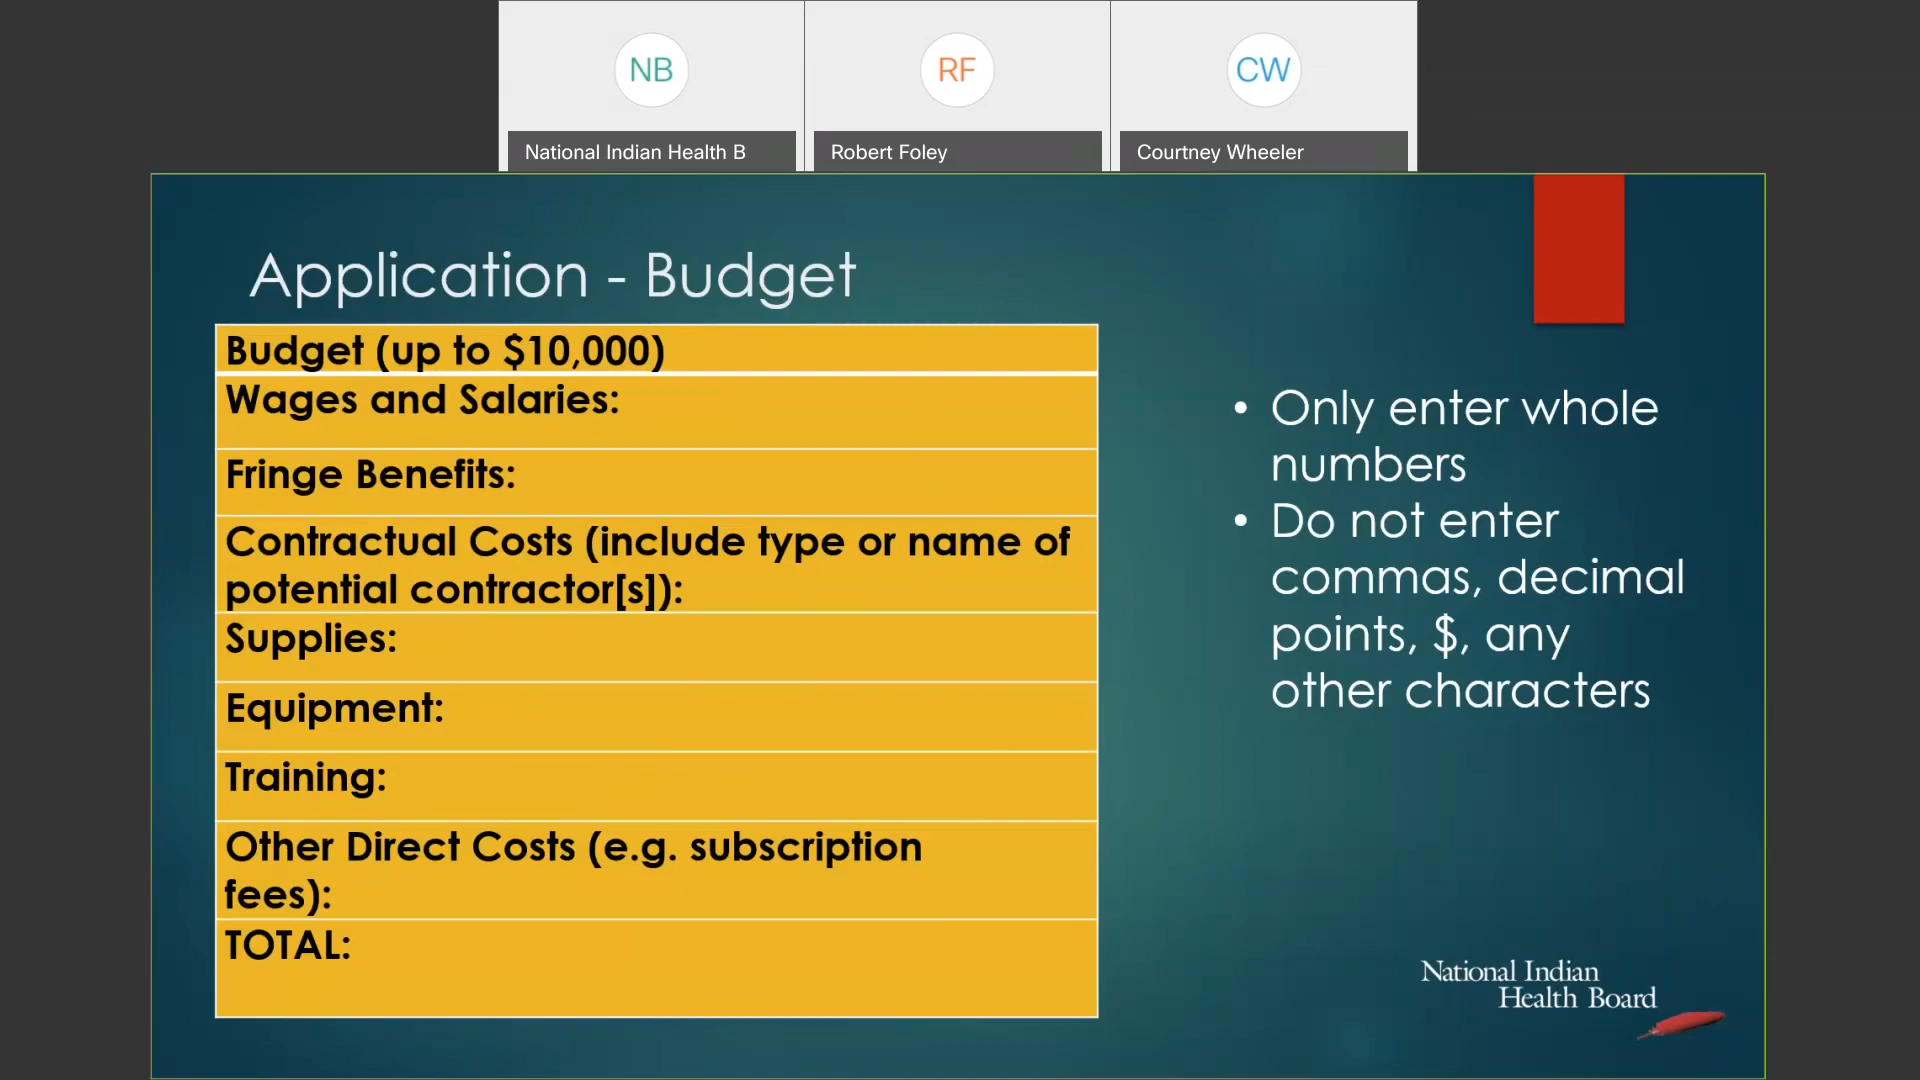 NB
RF
CW
National Indian Health B
Robert Foley
Courtney Wheeler
Application - Budget
Budget (up to $10,000)
Wages and Salaries:
Fringe Benefits:
Contractual Costs (include type or name of
potential contractor[s]):
Supplies:
Equipment:
Training:
Other Direct Costs (e.g. subscription
fees):
TOTAL:
• Only enter whole
numbers
• Do not enter
commas, decimal
points, $, any
other characters
National Indian
Health Board